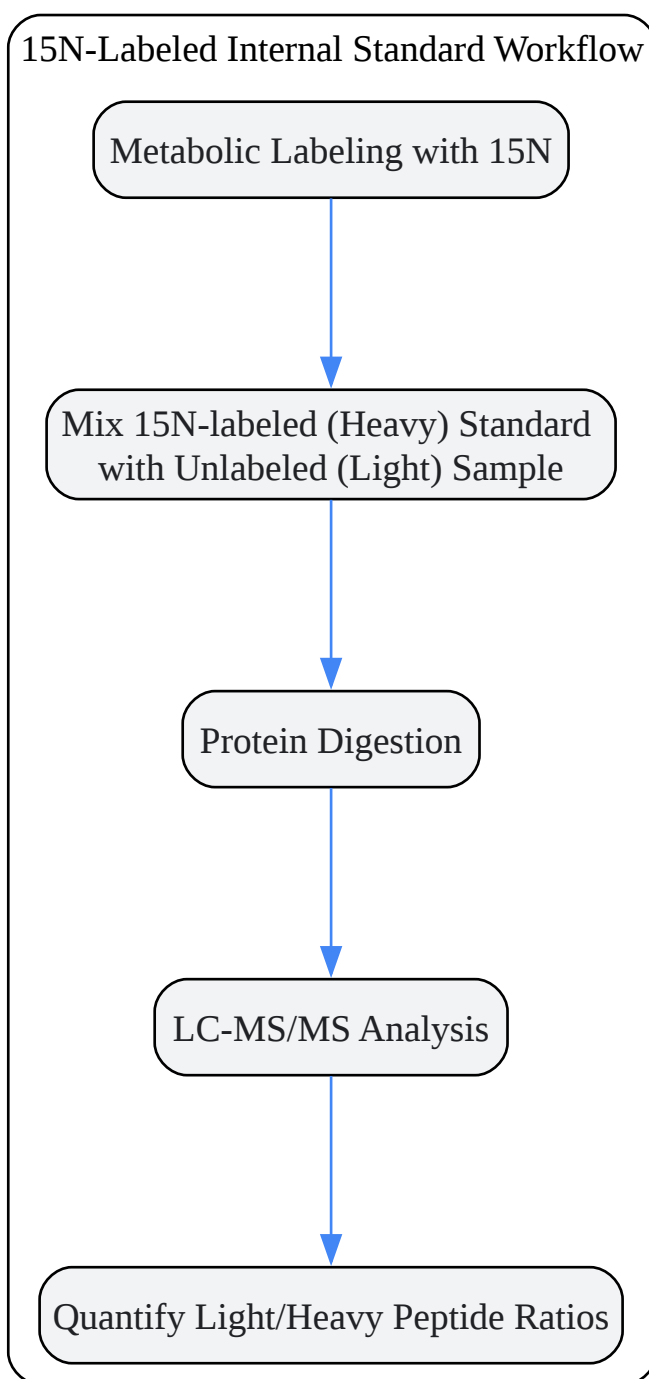 15N-Labeled Internal Standard Workflow
Metabolic Labeling with 15N
Mix 15N-labeled (Heavy) Standard
with Unlabeled (Light) Sample
Protein Digestion
LC-MS/MS Analysis
Quantify Light/Heavy Peptide Ratios